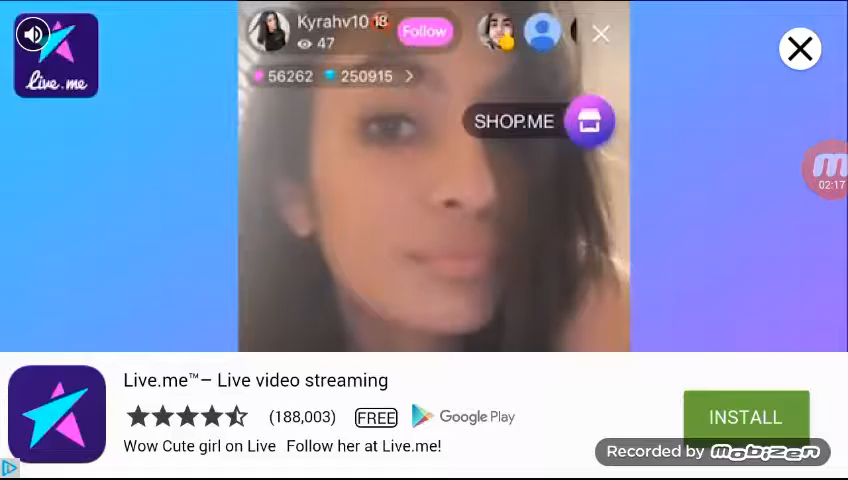 Kyrahv10 18
47
Follow
56262 250915 >
SHOP.ME
live.me
02:17
Live.me™– Live video streaming
(188,003) FREE Google Play
INSTALL
Wow Cute girl on Live Follow her at Live.me!
Recorded by mobizen